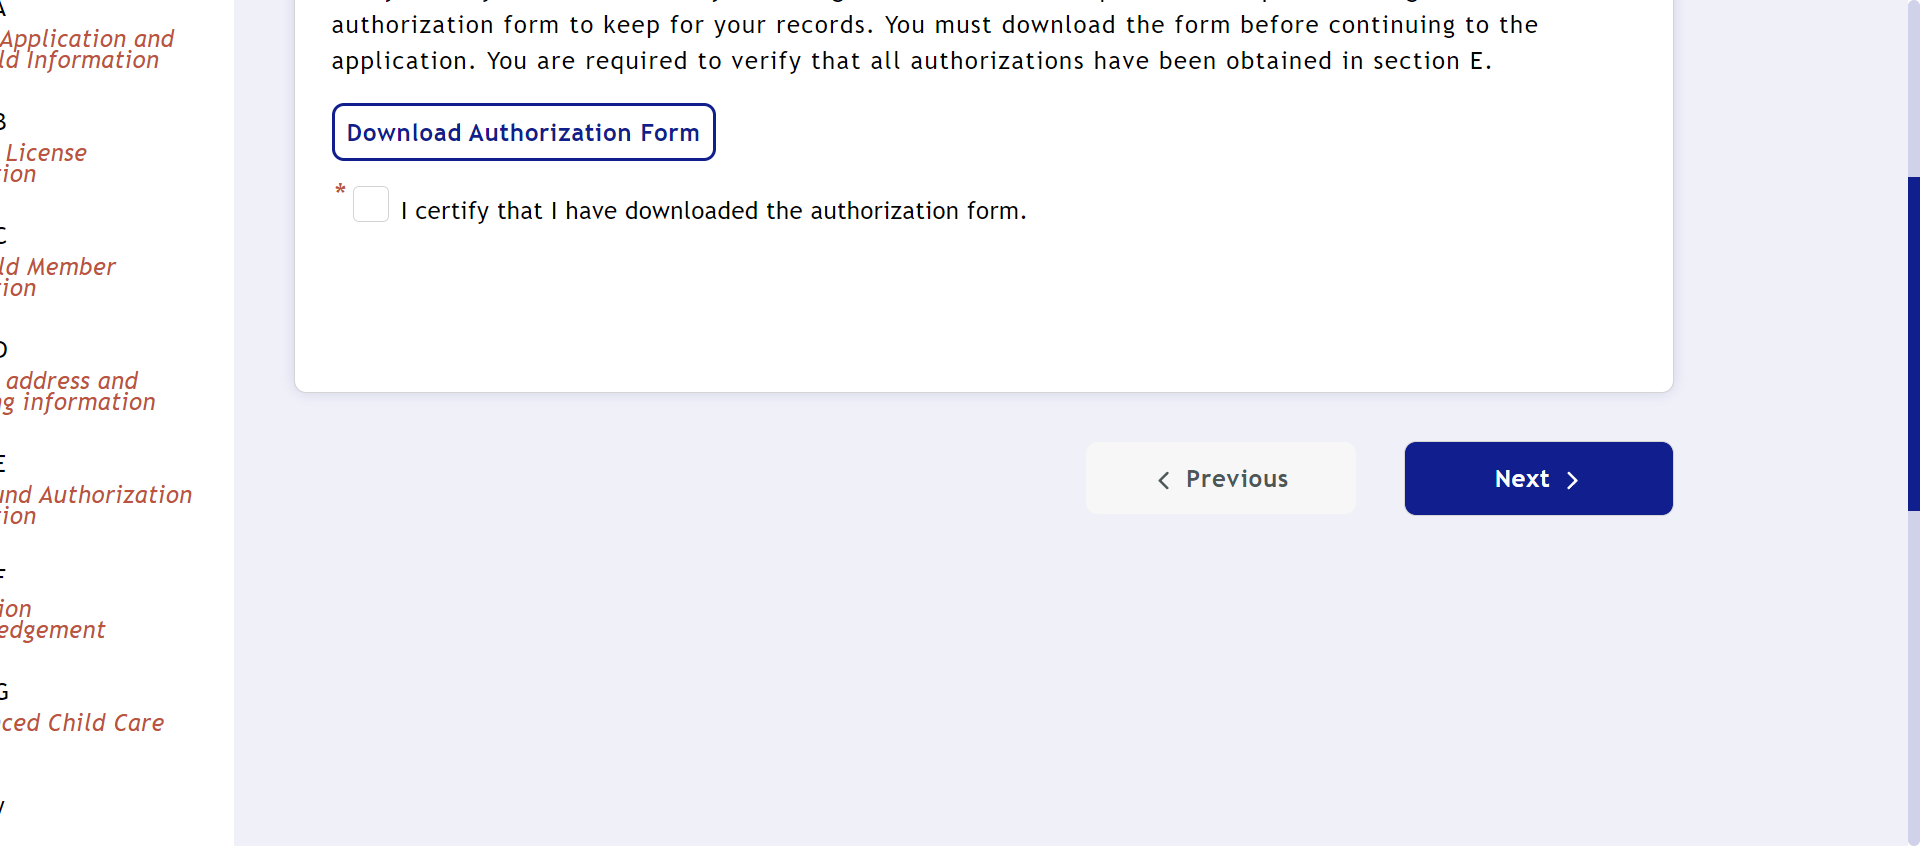 A
Application and
ld Information
B
License
ion
C
ld Member
ion
D
address and
ng information
E
und Authorization
ion
F
ion
edgement
G
ced Child Care
authorization form to keep for your records. You must download the form before continuing to the
application. You are required to verify that all authorizations have been obtained in section E.
Download Authorization Form
* I certify that I have downloaded the authorization form.
Previous
Next